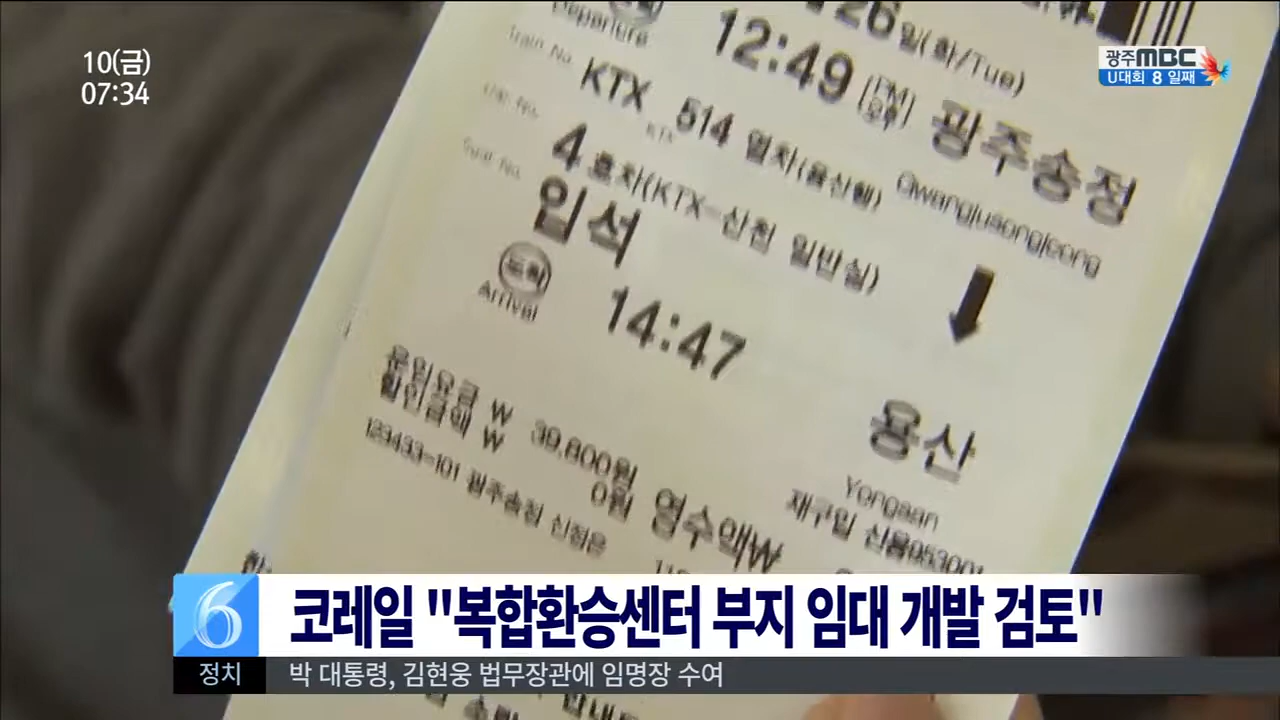 10(금)
07:34
광주MBC
U대회 8 일째
Departure
26일(화/Tue)
12:49
광주송정
Gwangjusongjeong
Train No.
KTX 514 열차(용산행)
4 호차(KTX-산천 일반실)
입석
도착
Arrival
14:47
용산
Yongsan
운임요금 ₩ 39,800원
할인금액 ₩ 0원
영수액₩
6
코레일 "복합환승센터 부지 임대 개발 검토"
정치
박 대통령, 김현웅 법무장관에 임명장 수여